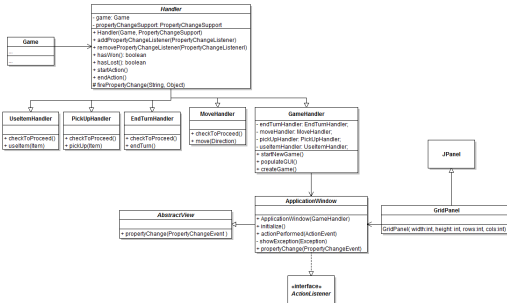 Handler
- game: Game
- propertyChangeSupport: PropertyChangeSupport
+ Handler(Game, PropertyChangeSupport)
+ addPropertyChangeListener(PropertyChangeListener)
+ removePropertyChangeListener(PropertyChangeListener)
+ hasWon(): boolean
+ hasLost(): boolean
+ startAction()
+ endAction()
# firePropertyChange(String, Object)
Game
...
...
UseItemHandler
+ checkToProceed()
+ useItem(Item)
PickUpHandler
+ checkToProceed()
+ pickUp(Item)
EndTurnHandler
+ checkToProceed()
+ endTurn()
MoveHandler
+ checkToProceed()
+ move(Direction)
GameHandler
- endTurnHandler: EndTurnHandler;
- moveHandler: MoveHandler;
- pickUpHandler: PickUpHandler;
- useItemHandler: UseItemHandler;
+ startNewGame()
+ populateGUI()
+ createGame()
JPanel
AbstractView
+ propertyChange(PropertyChangeEvent )
ApplicationWindow
+ ApplicationWindow(GameHandler)
+ initialize()
+ actionPerformed(ActionEvent)
- showException(Exception)
+ propertyChange(PropertyChangeEvent)
GridPanel
GridPanel( width:int, height: int, rows:int, cols:int)
«interface»
ActionListener